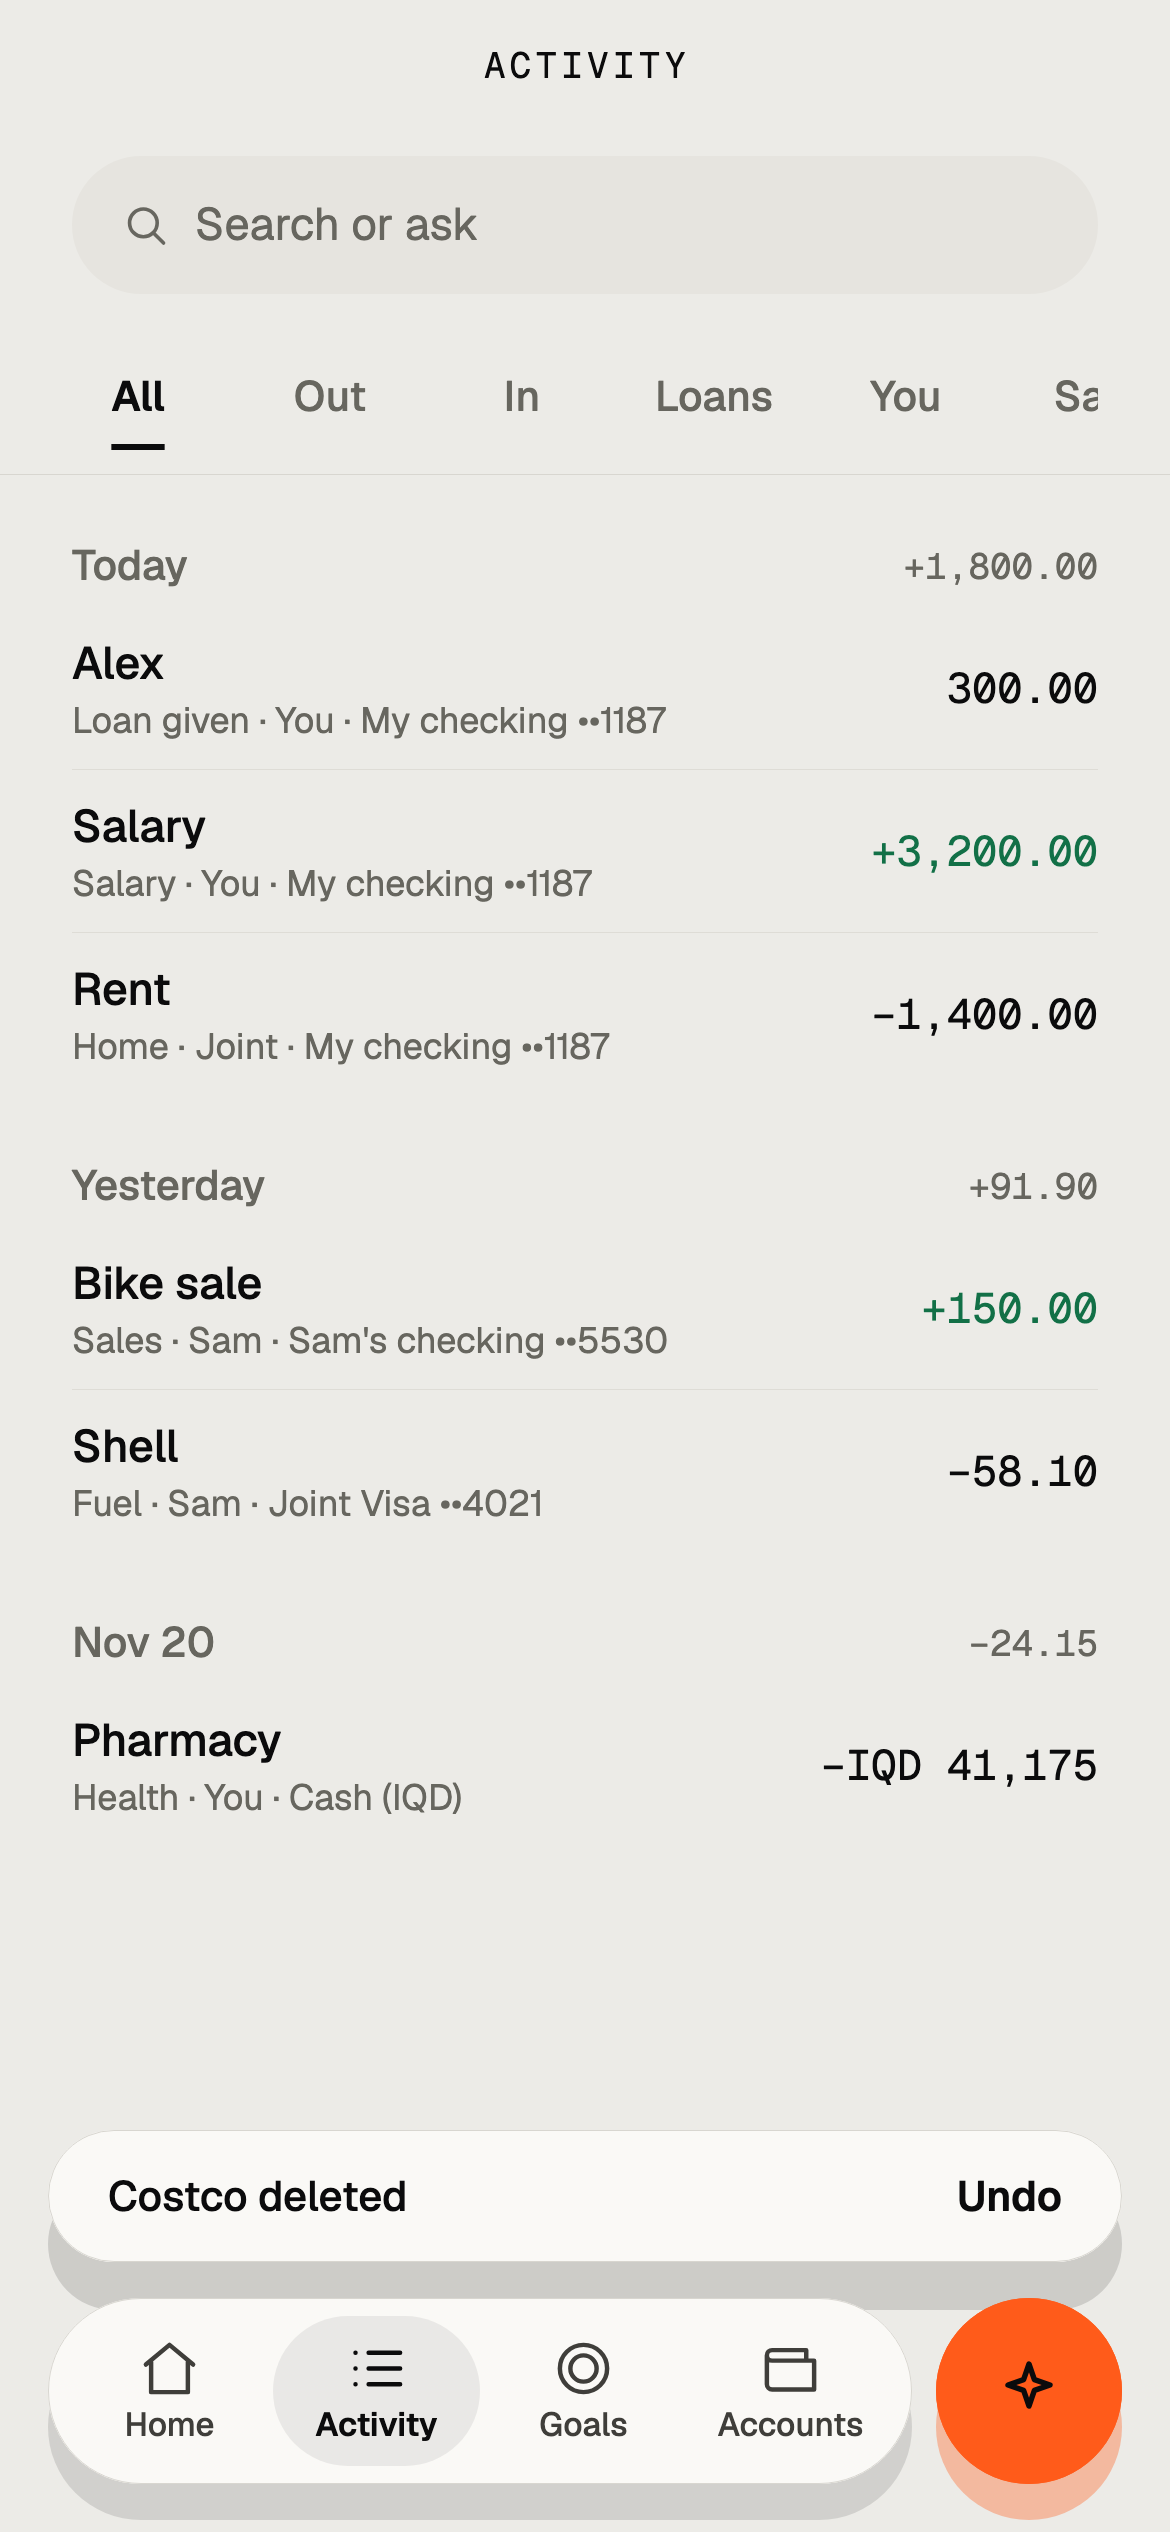 ACTIVITY
Search or ask
All Out In Loans You Sa
Today +1,800.00
Alex
300.00
Loan given · You · My checking ••1187
Salary
+3,200.00
Salary · You · My checking ••1187
Rent
−1,400.00
Home · Joint · My checking ••1187
Yesterday +91.90
Bike sale
+150.00
Sales · Sam · Sam's checking ••5530
Shell
−58.10
Fuel · Sam · Joint Visa ••4021
Nov 20 −24.15
Pharmacy
−IQD 41,175
Health · You · Cash (IQD)
Costco deleted Undo
Home Activity Goals Accounts